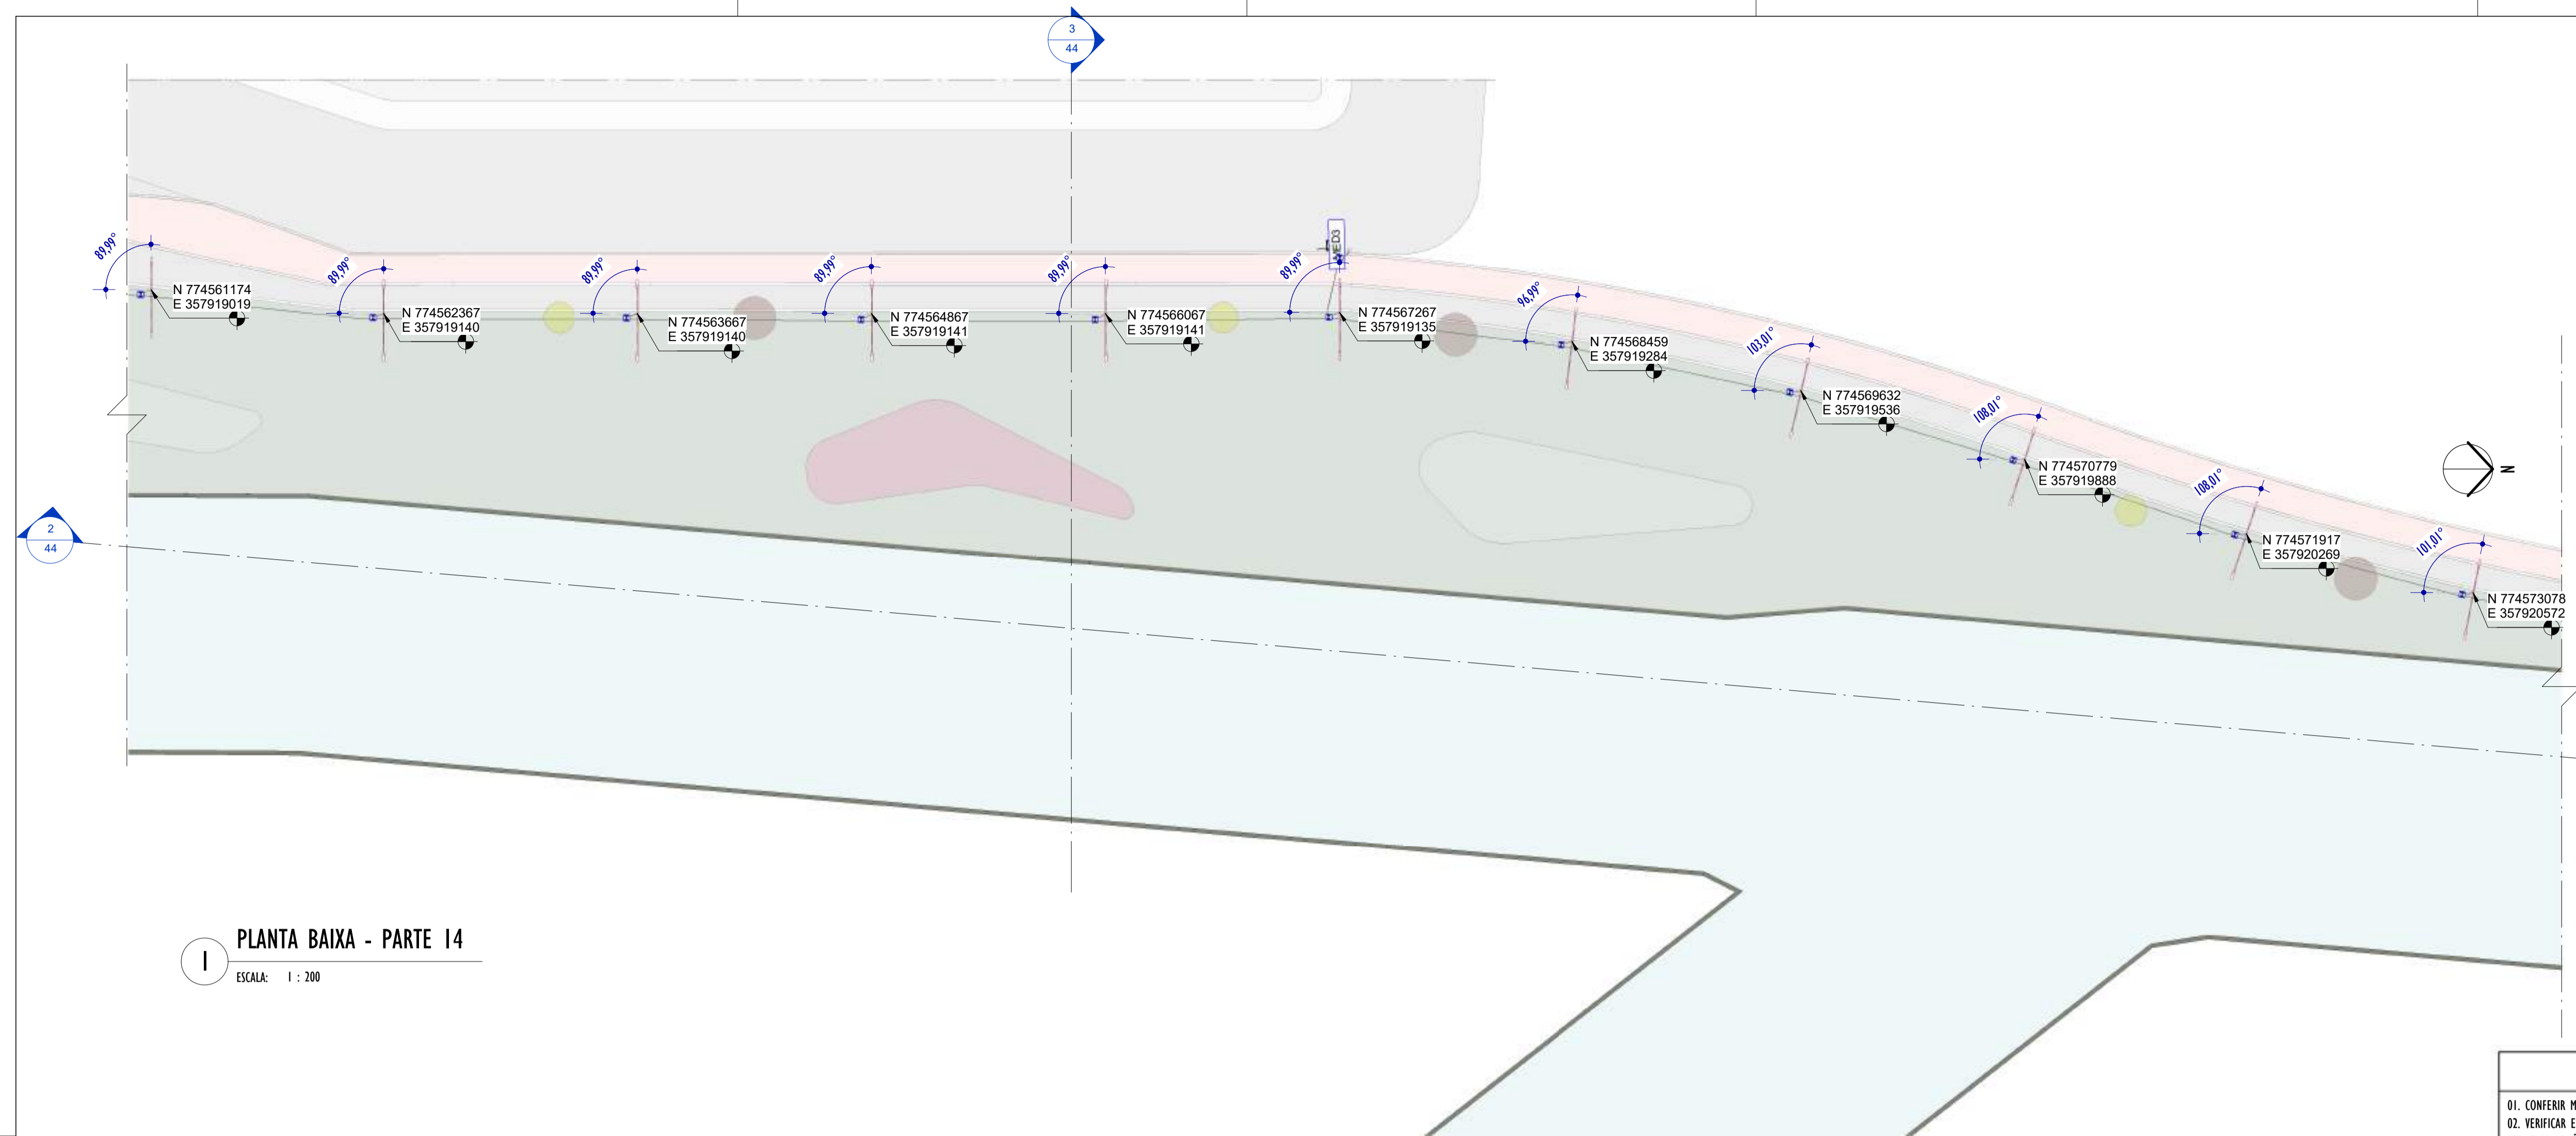 3
44
89,99°
N 774561174
E 357919019
89,99°
N 774562367
E 357919140
89,99°
N 774563667
E 357919140
89,99°
N 774564867
E 357919141
89,99°
N 774566067
E 357919141
MED3
89,99°
N 774567267
E 357919135
96,99°
N 774568459
E 357919284
103,01°
N 774569632
E 357919536
108,01°
N 774570779
E 357919888
108,01°
N 774571917
E 357920269
101,01°
N 774573078
E 357920572
N
2
44
1
PLANTA BAIXA - PARTE 14
ESCALA: 1 : 200
01. CONFERIR M
02. VERIFICAR E